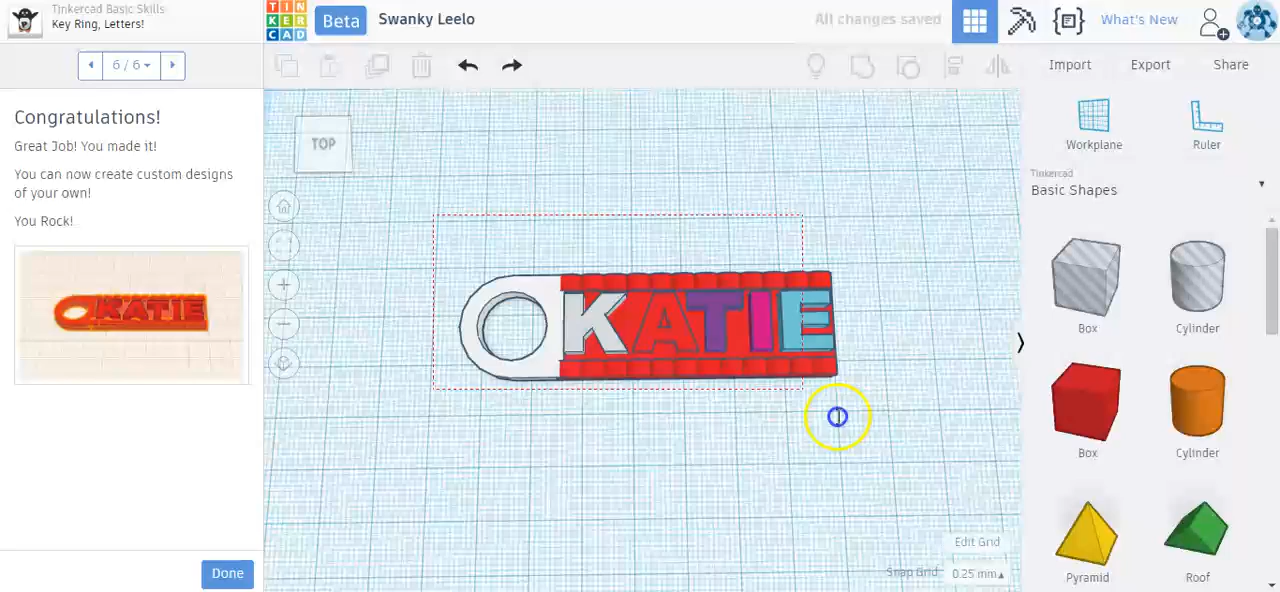 Tinkercad Basic Skills
Key Ring, Letters!
6 / 6
Congratulations!
Great Job! You made it!
You can now create custom designs
of your own!
You Rock!
KATIE
Done
TIN
KER
CAD
Beta
Swanky Leelo
All changes saved
What's New
TOP
KATIE
Edit Grid
Snap Grid 0.25 mm
Import Export Share
Workplane Ruler
Tinkercad
Basic Shapes
Box Cylinder
Box Cylinder
Pyramid Roof